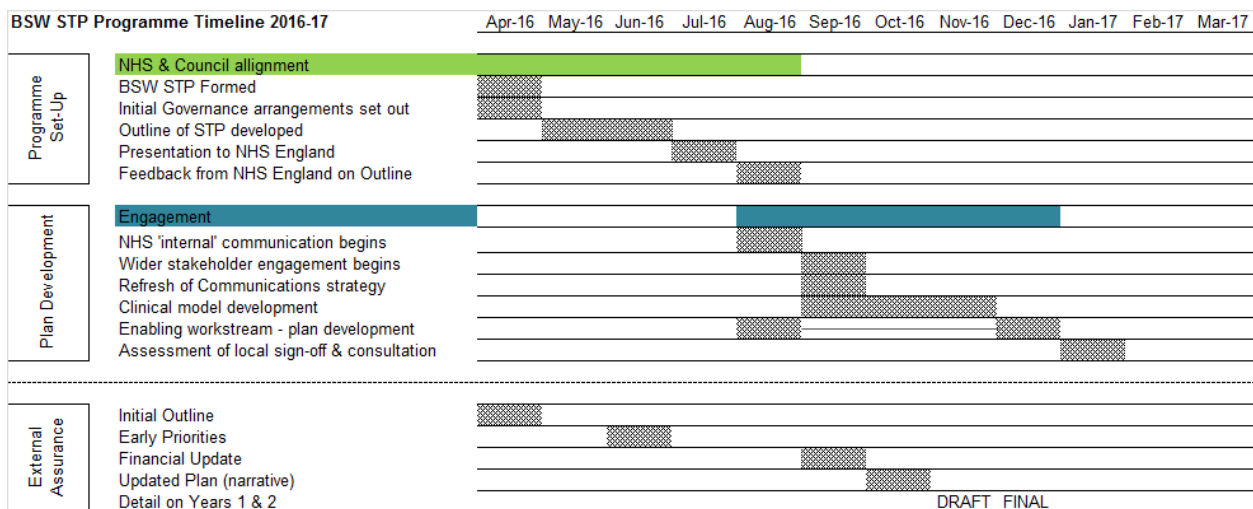 BSW STP Programme Timeline 2016-17 Apr-16 May-16 Jun-16 Jul-16 Aug-16 Sep-16 Oct-16 Nov-16 Dec-16 Jan-17 Feb-17 Mar-17
Programme
Set-Up
NHS & Council allignment
BSW STP Formed
Initial Governance arrangements set out
Outline of STP developed
Presentation to NHS England
Feedback from NHS England on Outline
Plan Development
Engagement
NHS 'internal' communication begins
Wider stakeholder engagement begins
Refresh of Communications strategy
Clinical model development
Enabling workstream - plan development
Assessment of local sign-off & consultation
External
Assurance
Initial Outline
Early Priorities
Financial Update
Updated Plan (narrative)
Detail on Years 1 & 2 DRAFT FINAL